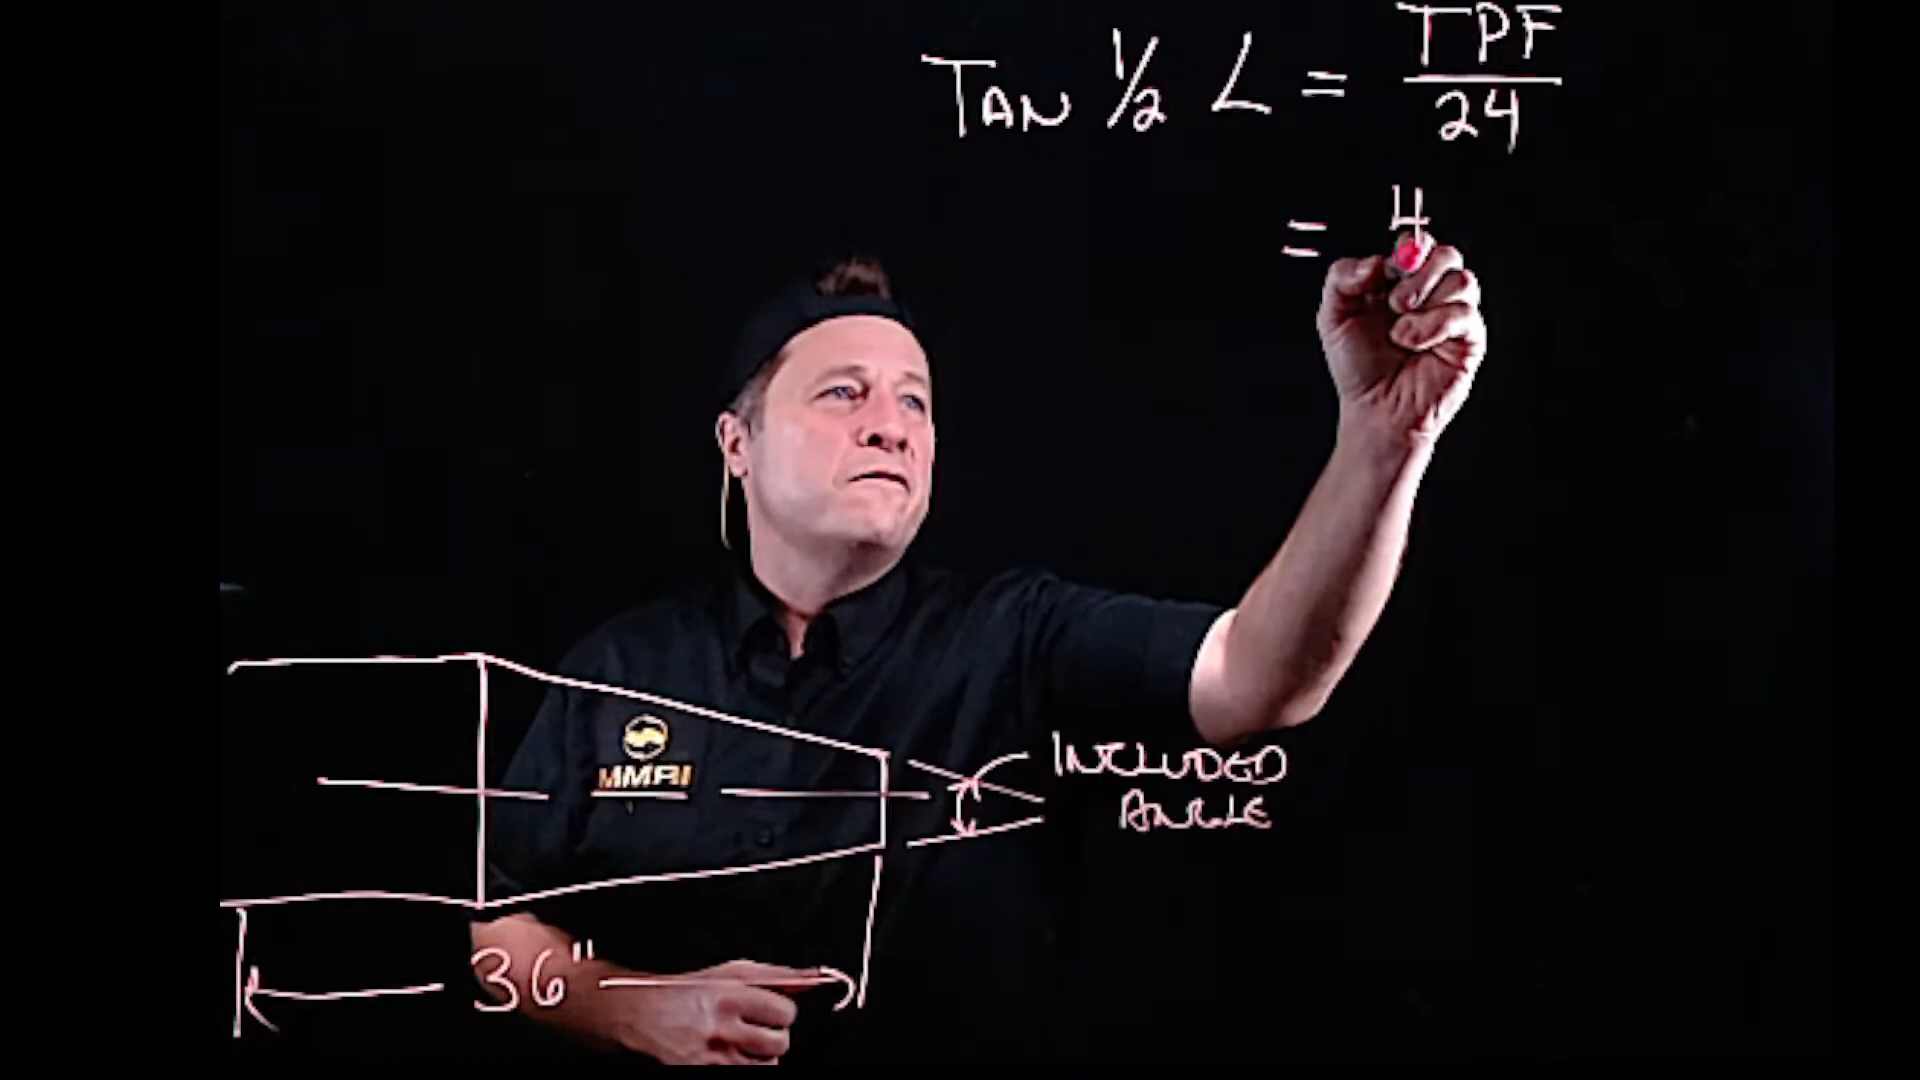 TAN 1/2 ∠ = TPF/24
= 4
MMRI
INCLUDED
ANGLE
36"